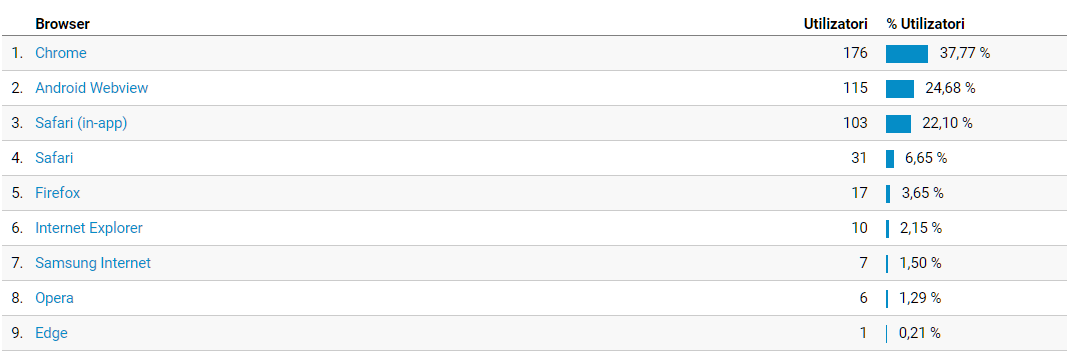 Browser Utilizatori % Utilizatori
1. Chrome 176 37,77 %
2. Android Webview 115 24,68 %
3. Safari (in-app) 103 22,10 %
4. Safari 31 6,65 %
5. Firefox 17 3,65 %
6. Internet Explorer 10 2,15 %
7. Samsung Internet 7 1,50 %
8. Opera 6 1,29 %
9. Edge 1 0,21 %